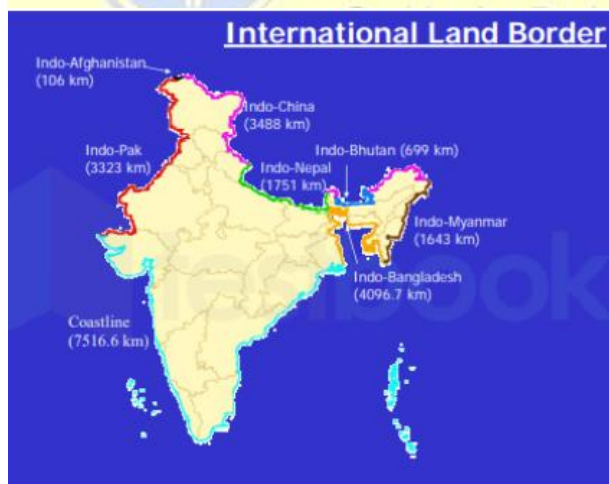 International Land Border
Indo-Afghanistan
(106 km)
Indo-China
(3488 km)
Indo-Pak
(3323 km)
Indo-Bhutan (699 km)
Indo-Nepal
(1751 km)
Indo-Myanmar
(1643 km)
Indo-Bangladesh
(4096.7 km)
Coastline
(7516.6 km)
testbook